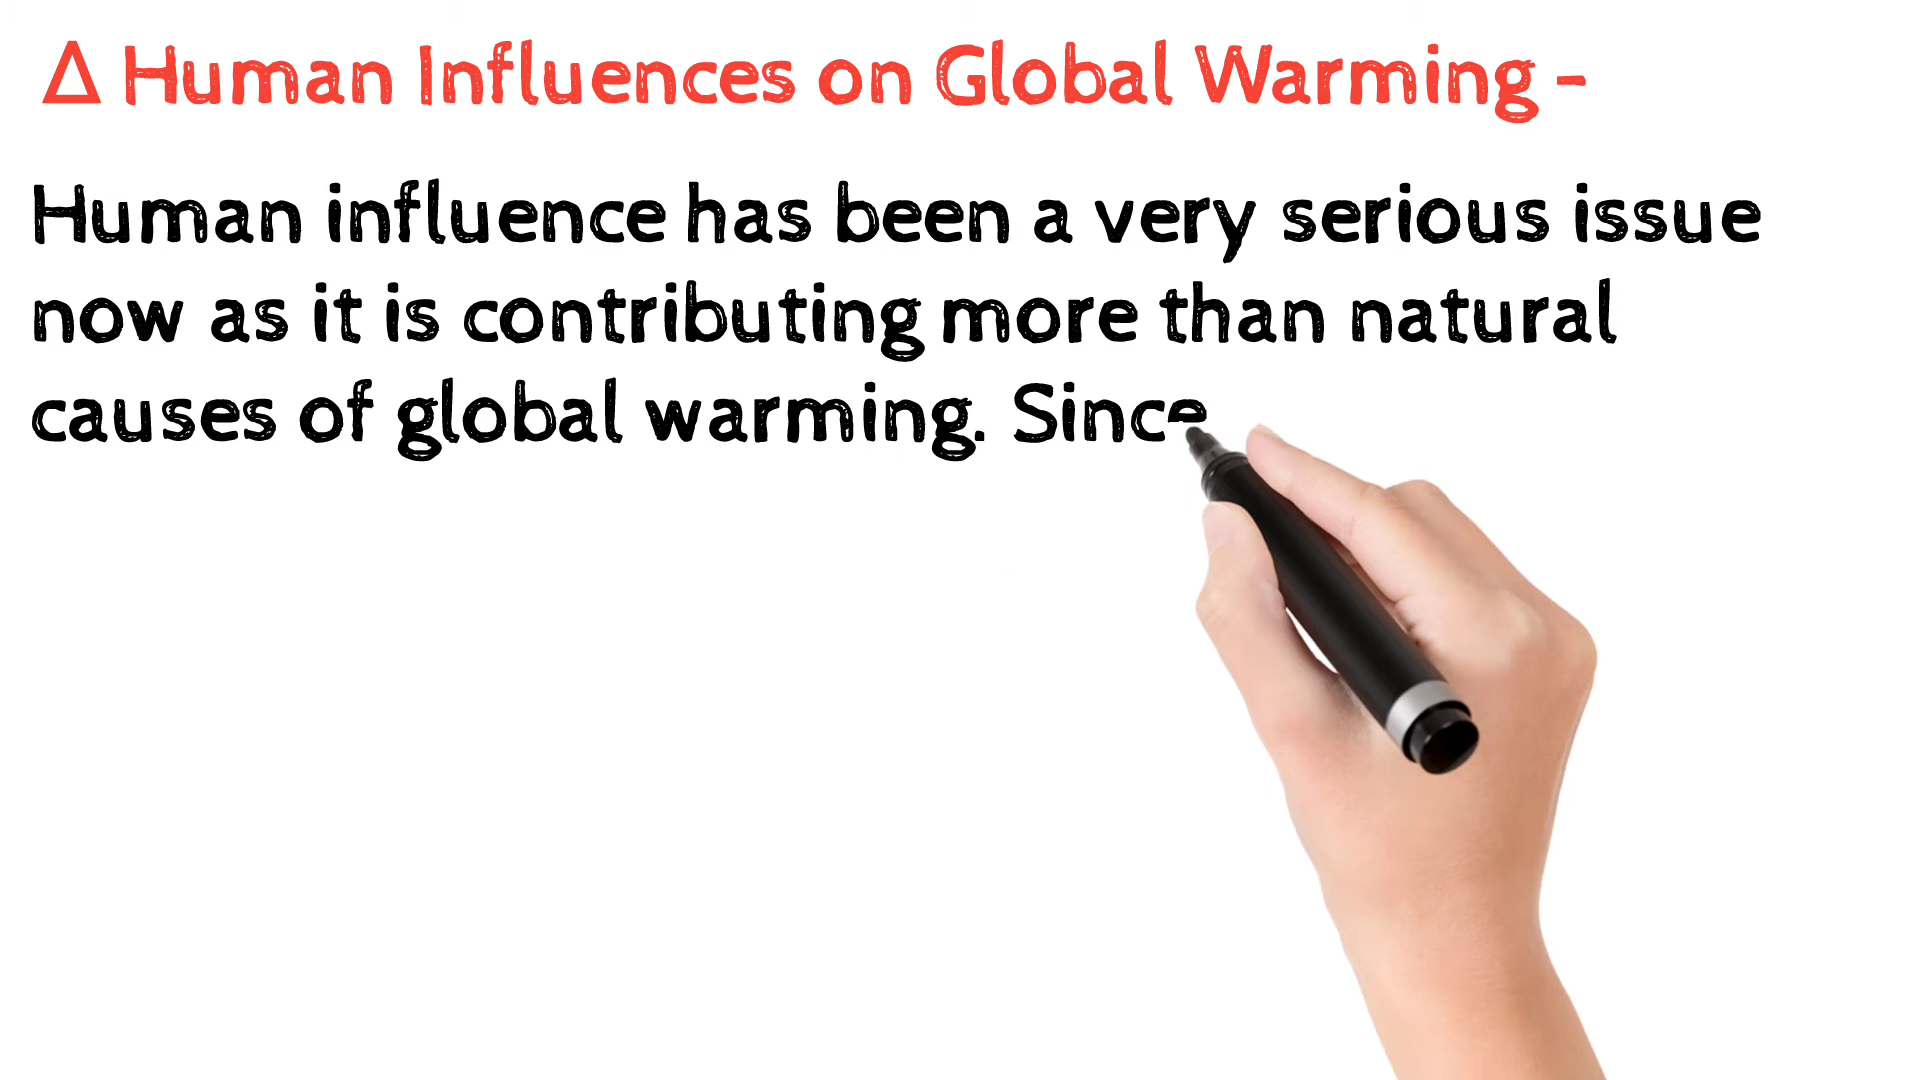 Δ Human Influences on Global Warming -
Human influence has been a very serious issue
now as it is contributing more than natural
causes of global warming. Since